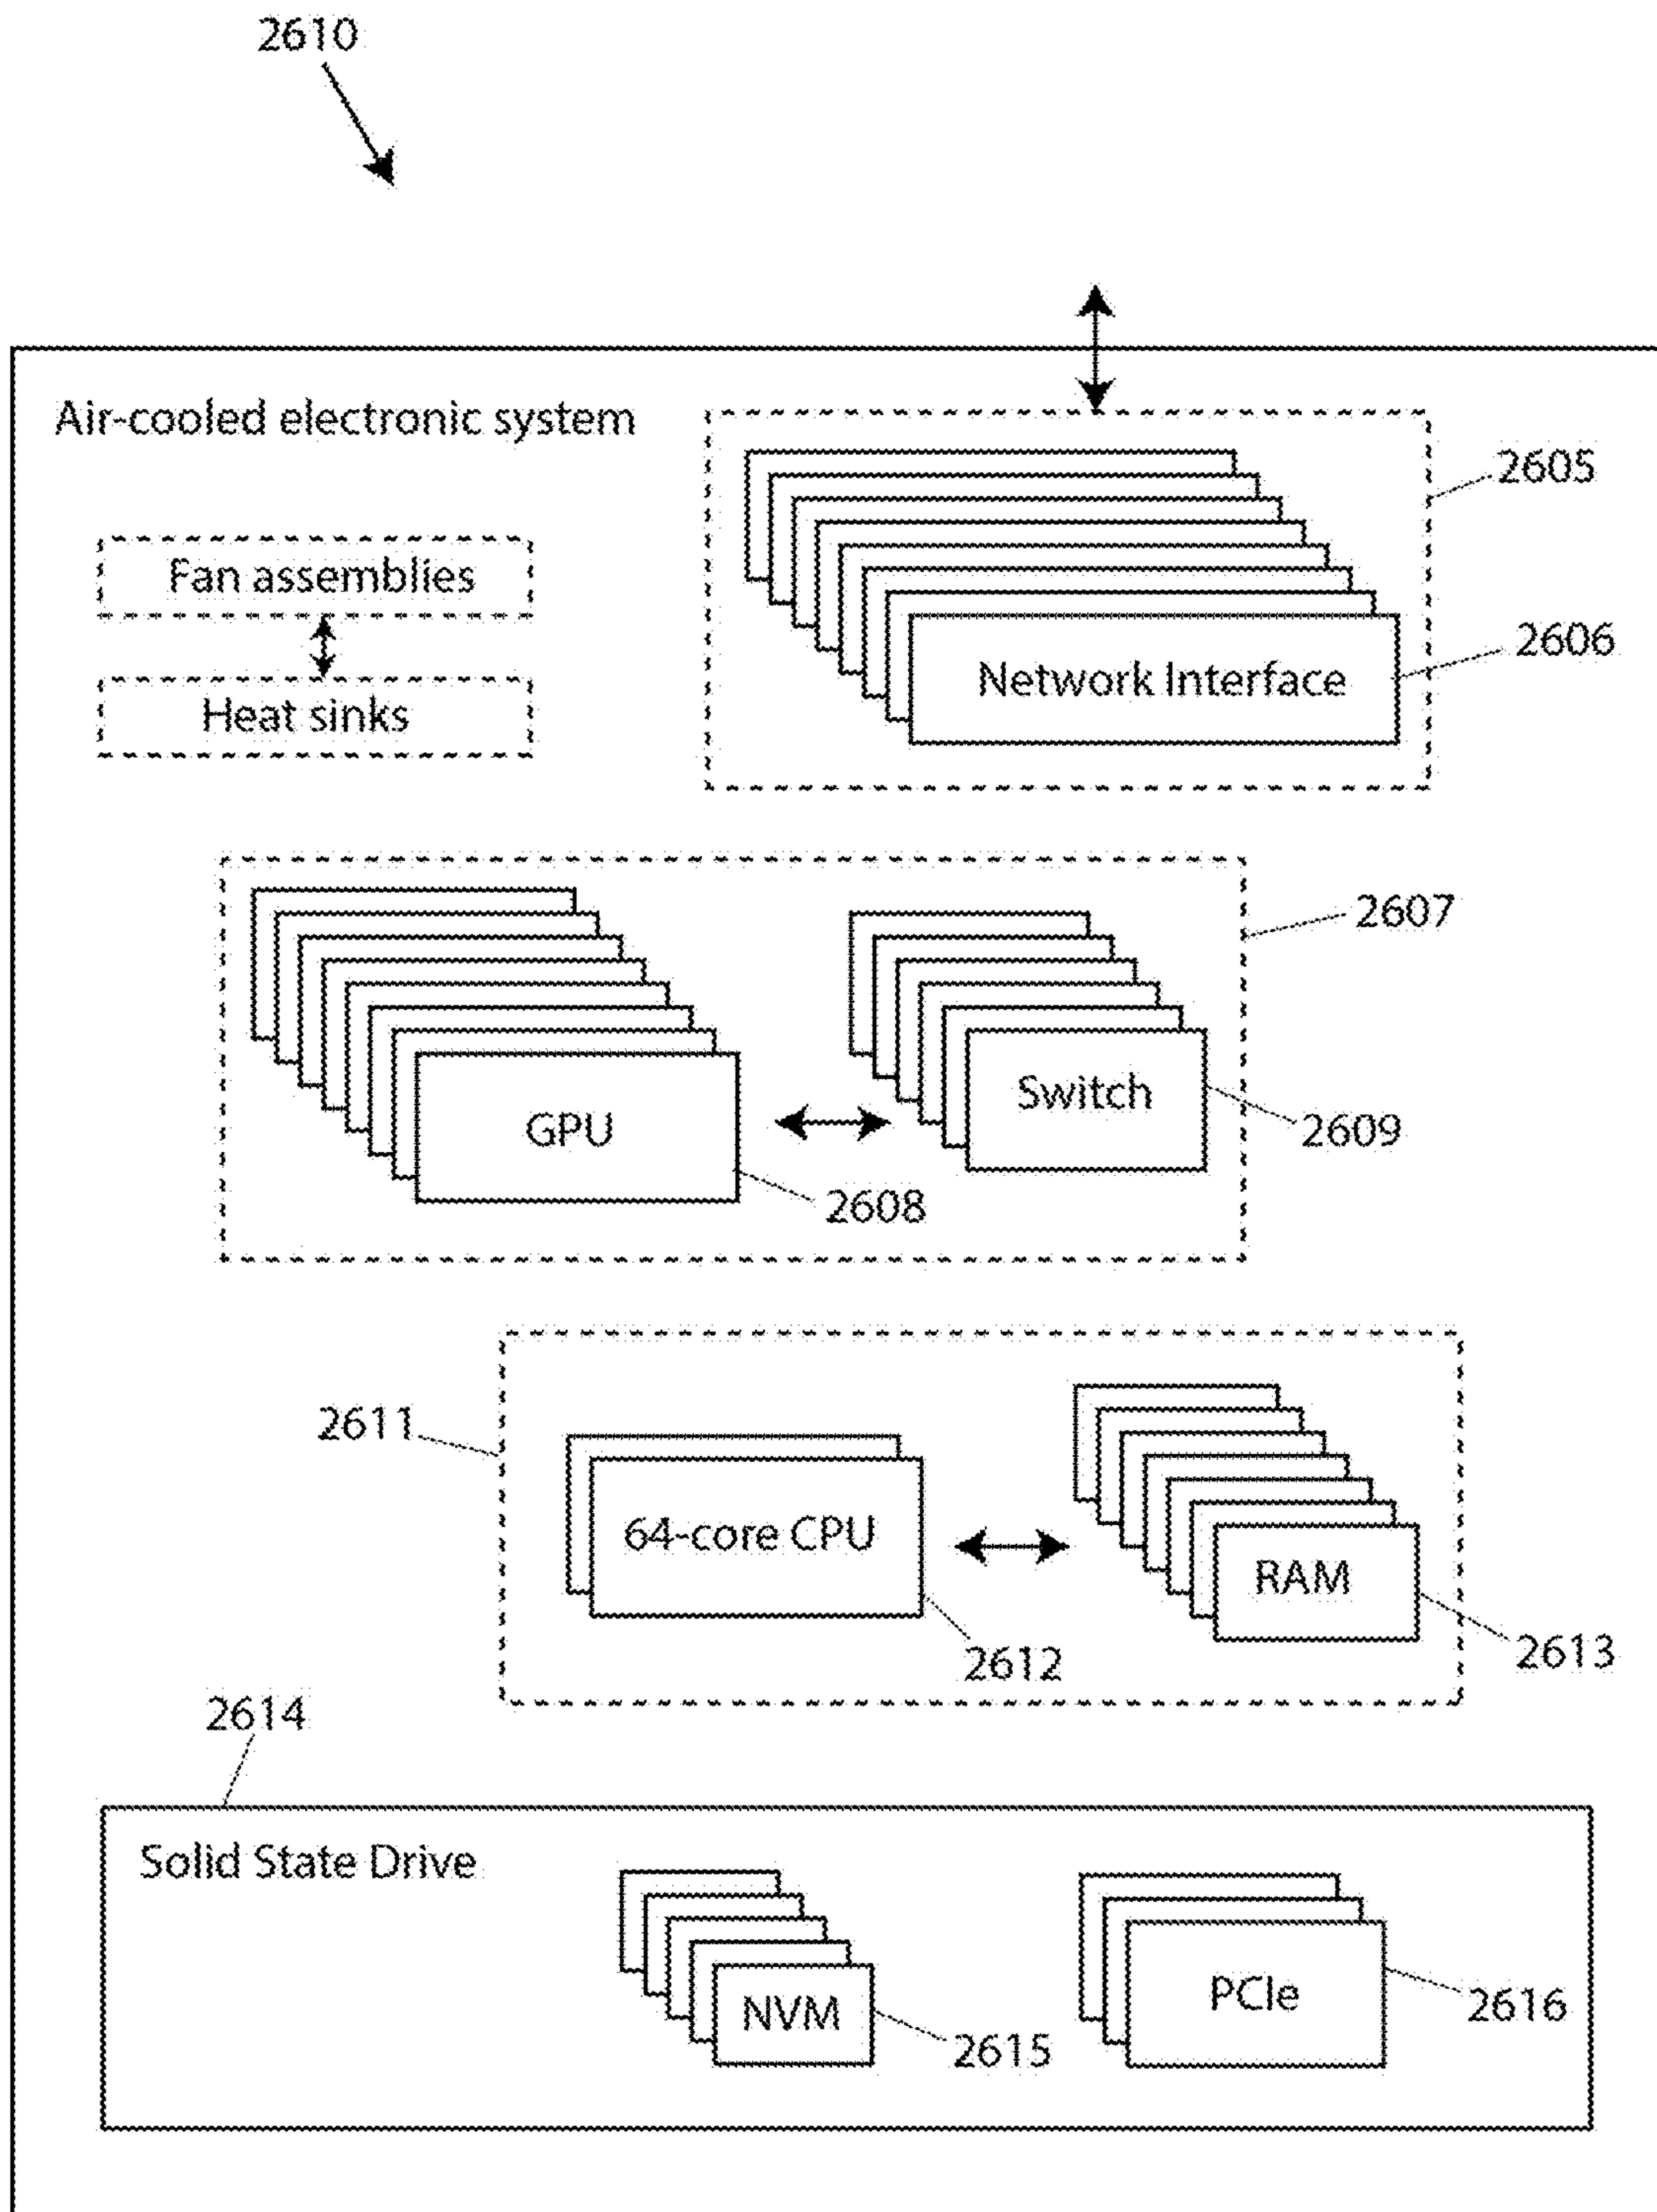 2610
Air-cooled electronic system
2605
Fan assemblies
2606
Network Interface
Heat sinks
2607
Switch
GPU
2609
2608
2611
64-core CPU
RAM
2612
2613
2614
Solid State Drive
PCIe
2616
NVM
2615